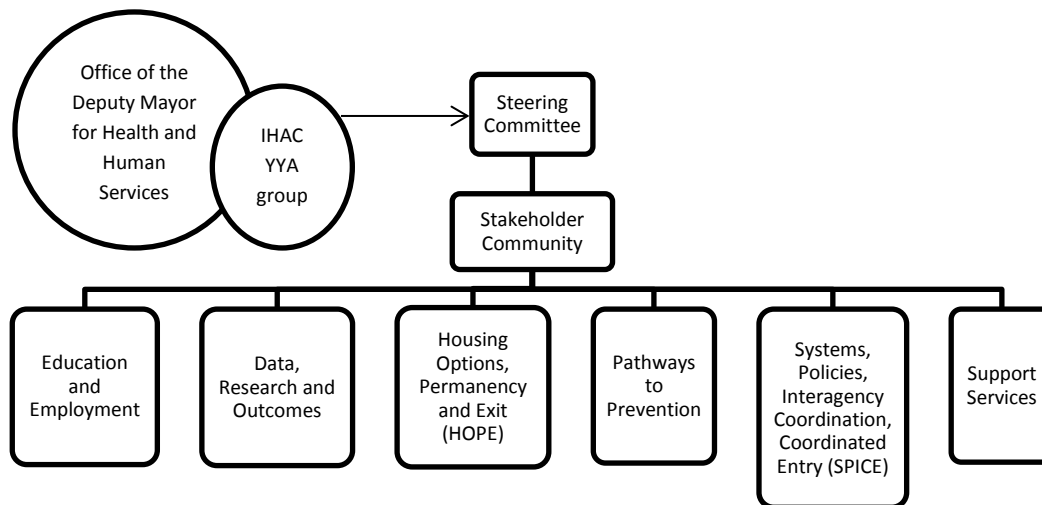 Office of the
Deputy Mayor
for Health and
Human
Services
IHAC
YYA
group
Steering
Committee
Stakeholder
Community
Education
and
Employment
Data,
Research and
Outcomes
Housing
Options,
Permanency
and Exit
(HOPE)
Pathways
to
Prevention
Systems,
Policies,
Interagency
Coordination,
Coordinated
Entry (SPICE)
Support
Services